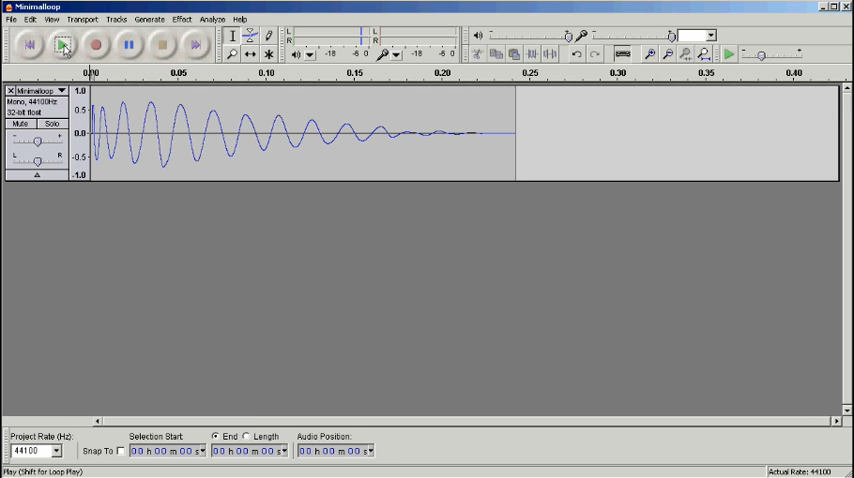 Minimalloop
File Edit View Transport Tracks Generate Effect Analyze Help
L
R
-18 -6 0
L
R
-18 -6 0
0.00 0.05 0.10 0.15 0.20 0.25 0.30 0.35 0.40
Minimalloop
Mono, 44100Hz
32-bit float
Mute Solo
- +
L R
1.0
0.5
0.0
-0.5
-1.0
Project Rate (Hz):
44100
Snap To
Selection Start:
00 h 00 m 00 s
End Length
00 h 00 m 00 s
Audio Position:
00 h 00 m 00 s
Play (Shift for Loop Play)
Actual Rate: 44100